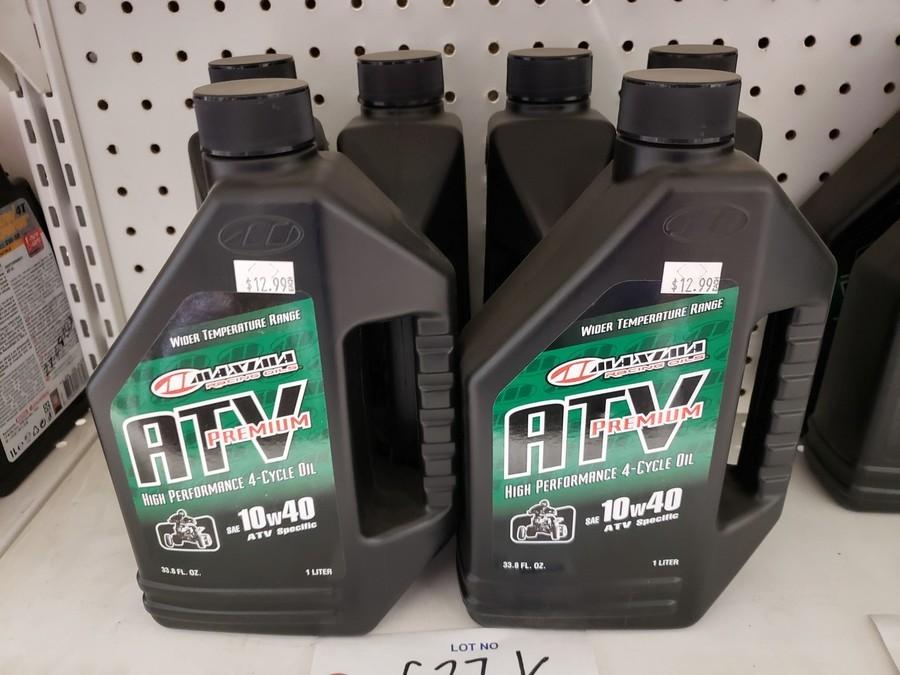 $12.99
WIDER TEMPERATURE RANGE
MAXIMA
RACING OILS
ATV
PREMIUM
HIGH PERFORMANCE 4-CYCLE OIL
SAE 10w40
ATV Specific
33.8 FL. OZ. 1 LITER
$12.99
WIDER TEMPERATURE RANGE
MAXIMA
RACING OILS
ATV
PREMIUM
HIGH PERFORMANCE 4-CYCLE OIL
SAE 10w40
ATV Specific
33.8 FL. OZ. 1 LITER
4T
LOT NO